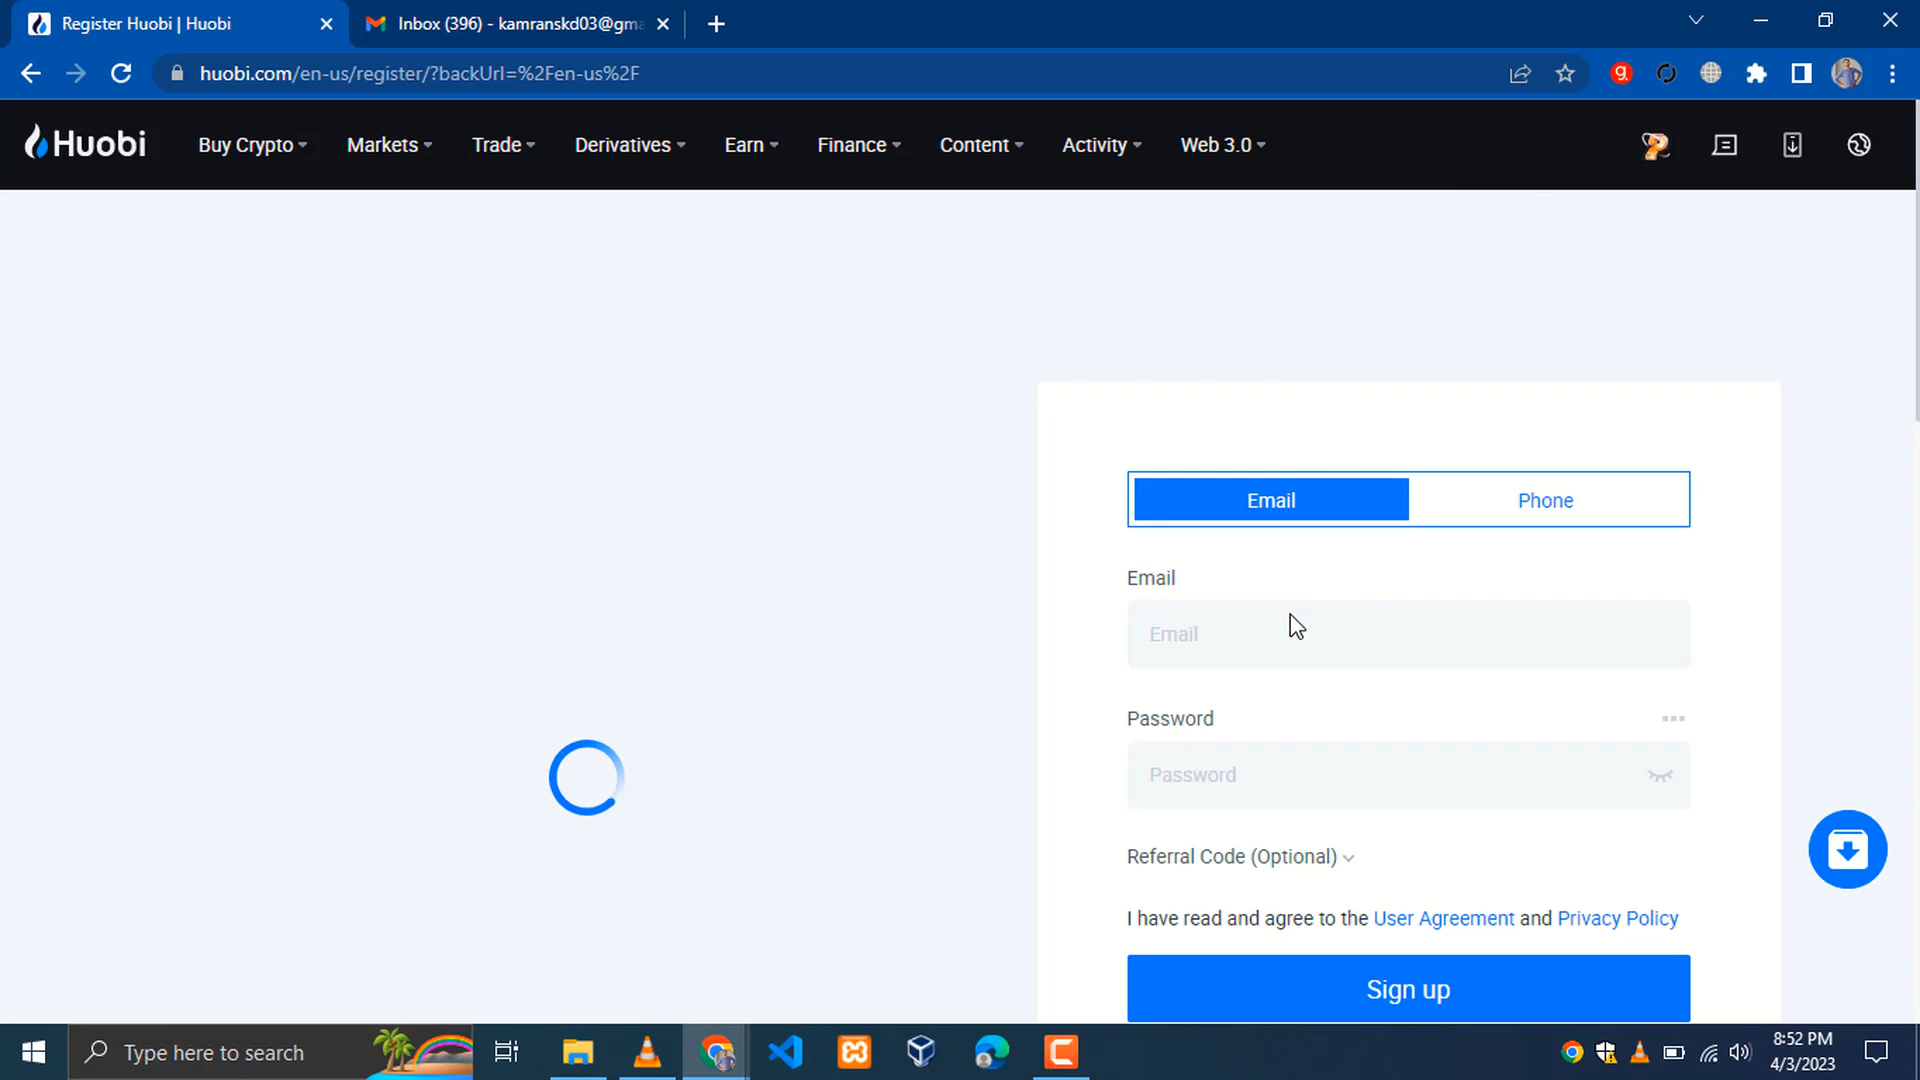 Register Huobi | Huobi
Inbox (396) - kamranskd03@gma
huobi.com/en-us/register/?backUrl=%2Fen-us%2F
g.
Huobi Buy Crypto Markets Trade Derivatives Earn Finance Content Activity Web 3.0
Email Phone
Email
Email
Password
Password
Referral Code (Optional)
I have read and agree to the User Agreement and Privacy Policy
Sign up
Type here to search
8:52 PM
4/3/2023